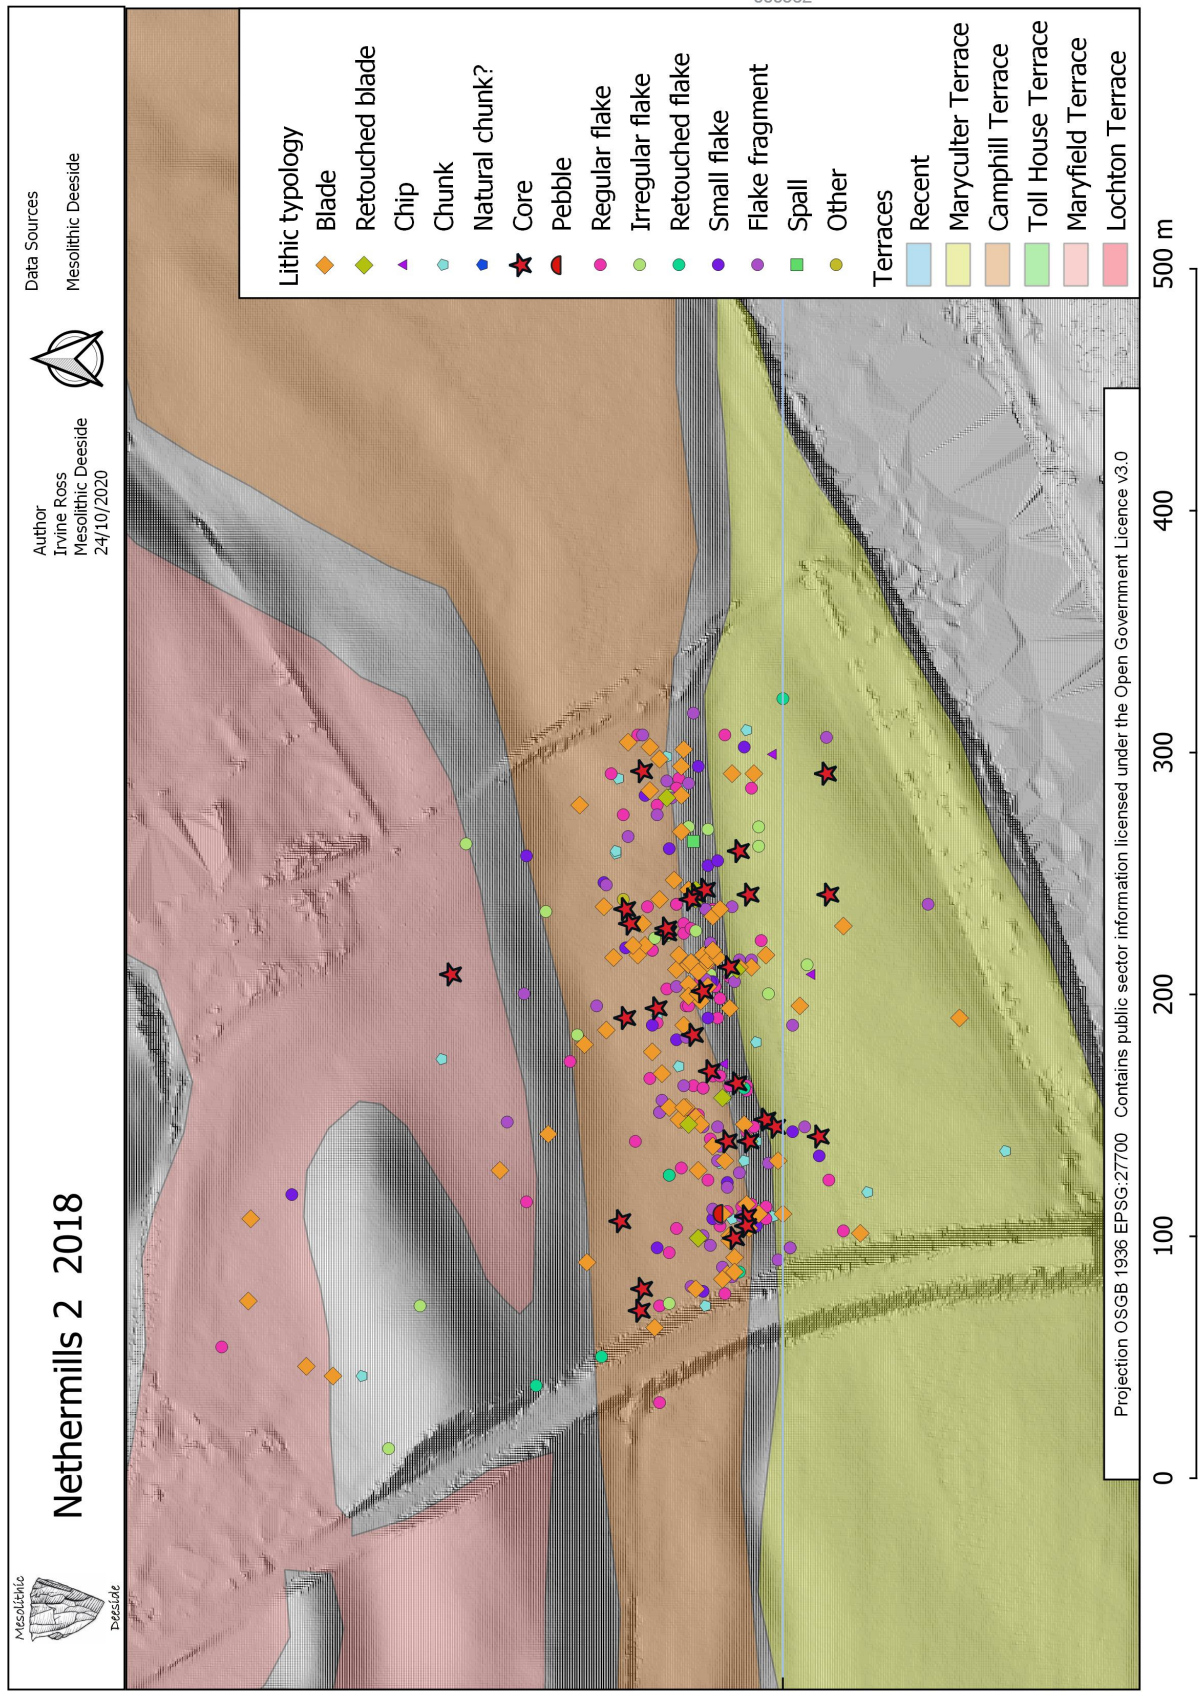 Mesolithic
Deeside
Nethermills 2 2018
Author
Irvine Ross
Mesolithic Deeside
24/10/2020
Data Sources
Mesolithic Deeside
Lithic typology
Blade
Retouched blade
Chip
Chunk
Natural chunk?
Core
Pebble
Regular flake
Irregular flake
Retouched flake
Small flake
Flake fragment
Spall
Other
Terraces
Recent
Maryculter Terrace
Camphill Terrace
Toll House Terrace
Maryfield Terrace
Lochton Terrace
Projection OSGB 1936 EPSG:27700 Contains public sector information licensed under the Open Government Licence v3.0
0 100 200 300 400 500 m